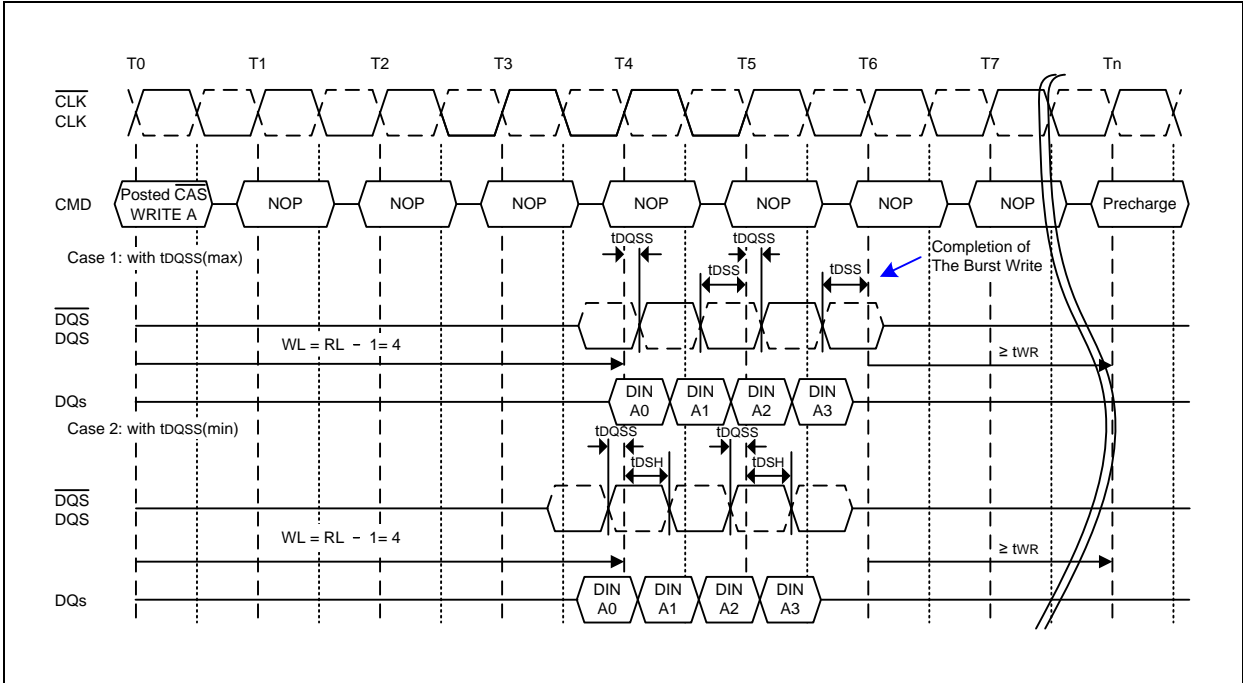 T0 T1 T2 T3 T4 T5 T6 T7 Tn
CLK
CLK
CMD
Posted CAS
WRITE A
NOP NOP NOP NOP NOP NOP NOP Precharge
tDQSS tDQSS
Case 1: with tDQSS(max)
Completion of
The Burst Write
tDSS tDSS
DQS
DQS
WL = RL − 1= 4
≥ tWR
DQs
DIN
A0
DIN
A1
DIN
A2
DIN
A3
Case 2: with tDQSS(min)
tDQSS tDQSS
tDSH tDSH
DQS
DQS
WL = RL − 1= 4
≥ tWR
DQs
DIN
A0
DIN
A1
DIN
A2
DIN
A3